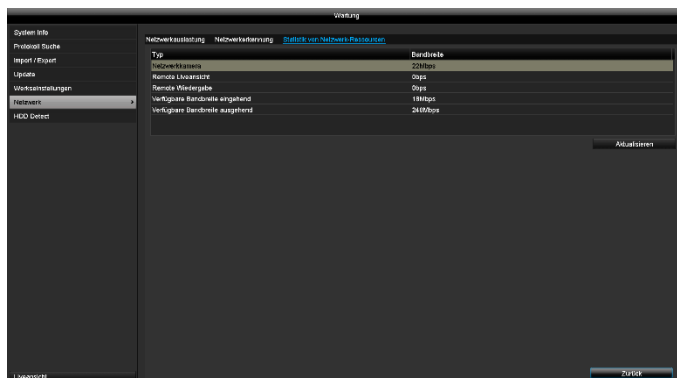 Wartung
System Info
Protokoll Suche
Import / Export
Update
Werkseinstellungen
Netzwerk
HDD Detect
Netzwerkauslastung Netzwerkerkennung Statistik von Netzwerk-Ressourcen
Typ Bandbreite
Netzwerkkamera 22Mbps
Remote Liveansicht 0bps
Remote Wiedergabe 0bps
Verfügbare Bandbreite eingehend 18Mbps
Verfügbare Bandbreite ausgehend 240Mbps
Aktualisieren
Liveansicht Zurück